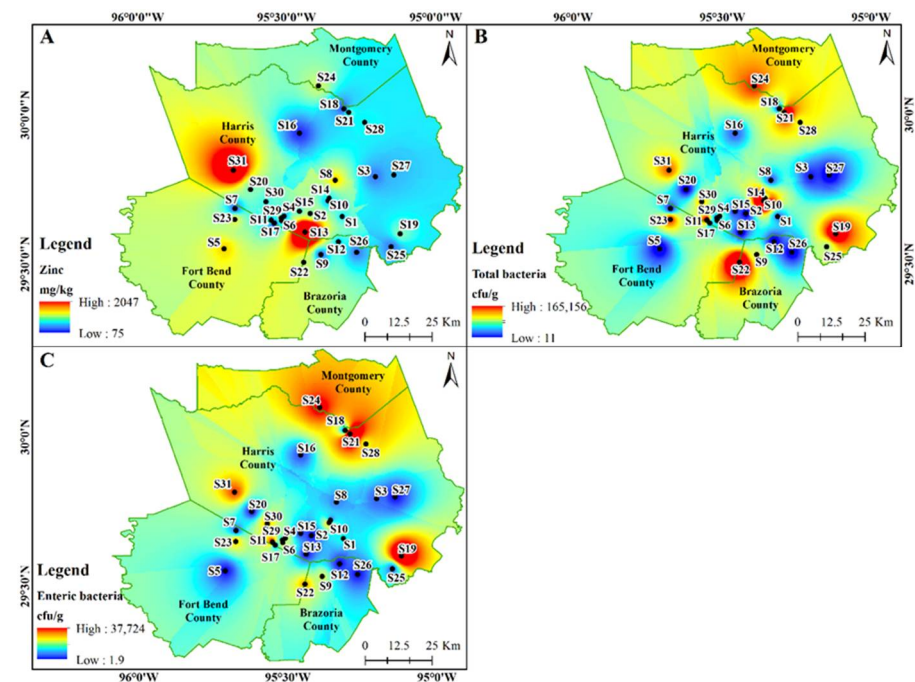 96°0'W 95°30'W 95°0'W 95°30'W 95°0'W
A
N
Montgomery
County
S24
S18
S21
S28
S16
Harris
County
S31
S3
S27
S8
S20
S14
S30
S10
S7
S4
S15
S29
S2
S23
S11
S6
S1
S17
S13
S19
S5
S12
S26
S25
S22
S9
Fort Bend
County
Brazoria
County
Legend
Zinc
mg/kg
High : 2047
Low : 75
0 12.5 25 Km
30°0'0"N
29°30'0"N
B
N
Montgomery
County
S24
S18
S21
S28
S16
Harris
County
S31
S3
S27
S8
S20
S14
S30
S10
S7
S4
S15
S29
S2
S23
S11
S6
S1
S17
S13
S19
S5
S12
S26
S25
S22
S9
Fort Bend
County
Brazoria
County
Legend
Total bacteria
cfu/g
High : 165,156
Low : 11
0 12.5 25 Km
30°0'N
29°30'N
C
N
Montgomery
County
S24
S18
S21
S28
S16
Harris
County
S31
S3
S27
S8
S20
S30
S10
S7
S4
S15
S29
S2
S23
S11
S6
S1
S17
S13
S19
S5
S12
S26
S25
S22
S9
Fort Bend
County
Brazoria
County
Legend
Enteric bacteria
cfu/g
High : 37,724
Low : 1.9
0 12.5 25 Km
30°0'N
29°30'N
96°0'W 95°30'W 95°0'W